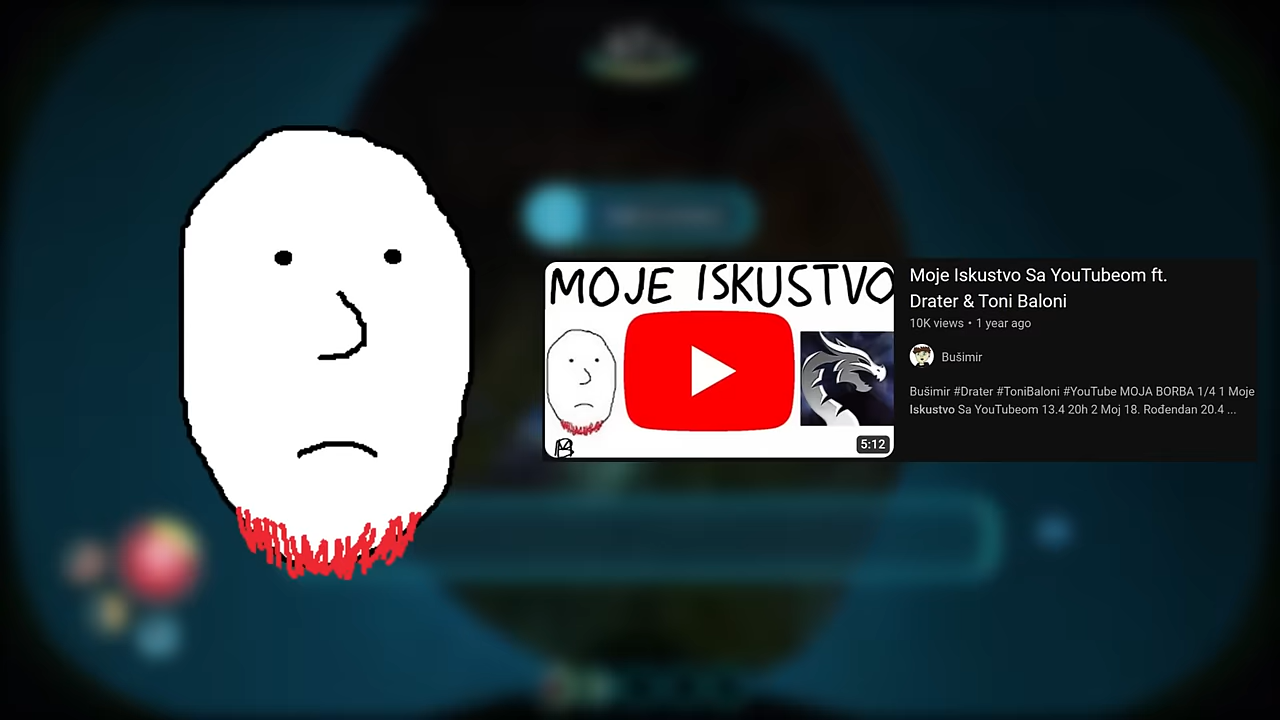 MOJE ISKUSTVO
5:12
Moje Iskustvo Sa YouTubeom ft.
Drater & Toni Baloni
10K views • 1 year ago
Bušimir
Bušimir #Drater #ToniBaloni #YouTube MOJA BORBA 1/4 1 Moje
Iskustvo Sa YouTubeom 13.4 20h 2 Moj 18. Rođendan 20.4 ...